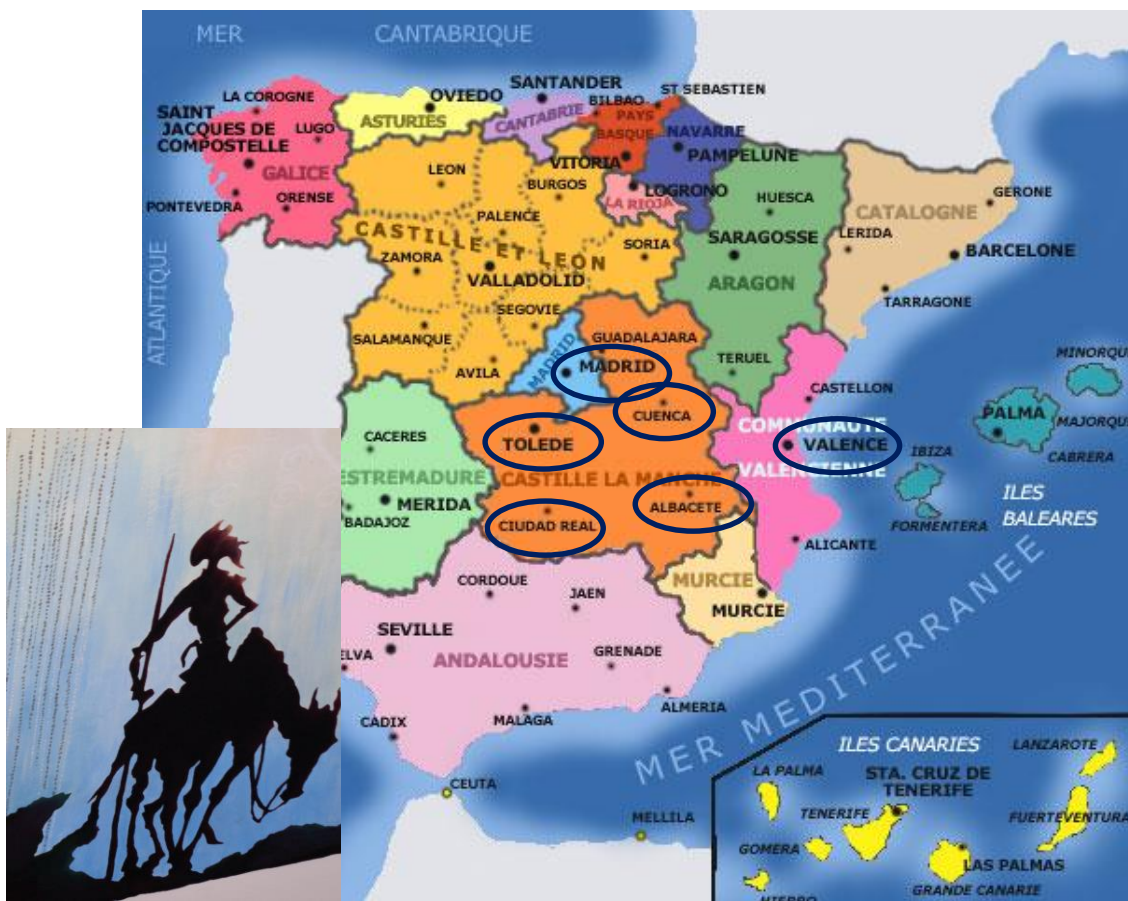 MER CANTABRIQUE
ATLANTIQUE
LA COROGNE
SAINT
JACQUES DE
COMPOSTELLE
LUGO
GALICE
PONTEVEDRA
ORENSE
OVIEDO
ASTURIES
SANTANDER
CANTABRIE
BILBAO
ST SEBASTIEN
PAYS
BASQUE
VITORIA
NAVARRE
PAMPELUNE
LOGRONO
LA RIOJA
LEON
BURGOS
PALENCE
CASTILLE ET LEON
ZAMORA
VALLADOLID
SORIA
SEGOVIE
SALAMANQUE
AVILA
HUESCA
SARAGOSSE
ARAGON
TERUEL
GERONE
CATALOGNE
LERIDA
BARCELONE
TARRAGONE
MADRID
MADRID
GUADALAJARA
CUENCA
TOLEDE
CASTILLE LA MANCHE
CIUDAD REAL
ALBACETE
CASTELLON
COMMUNAUTE
VALENCE
VALENCIENNE
ALICANTE
MINORQUE
PALMA
MAJORQU
CABRERA
IBIZA
FORMENTERA
ILES
BALEARES
CACERES
ESTREMADURE
MERIDA
BADAJOZ
MURCIE
MURCIE
CORDOUE
JAEN
SEVILLE
ELVA
ANDALOUSIE
GRENADE
CADIX
MALAGA
ALMERIA
MER MEDITERRANEE
CEUTA
MELLILA
ILES CANARIES
LANZAROTE
LA PALMA
STA. CRUZ DE
TENERIFE
TENERIFE
FUERTEVENTURA
GOMERA
LAS PALMAS
GRANDE CANARIE
HIERRO